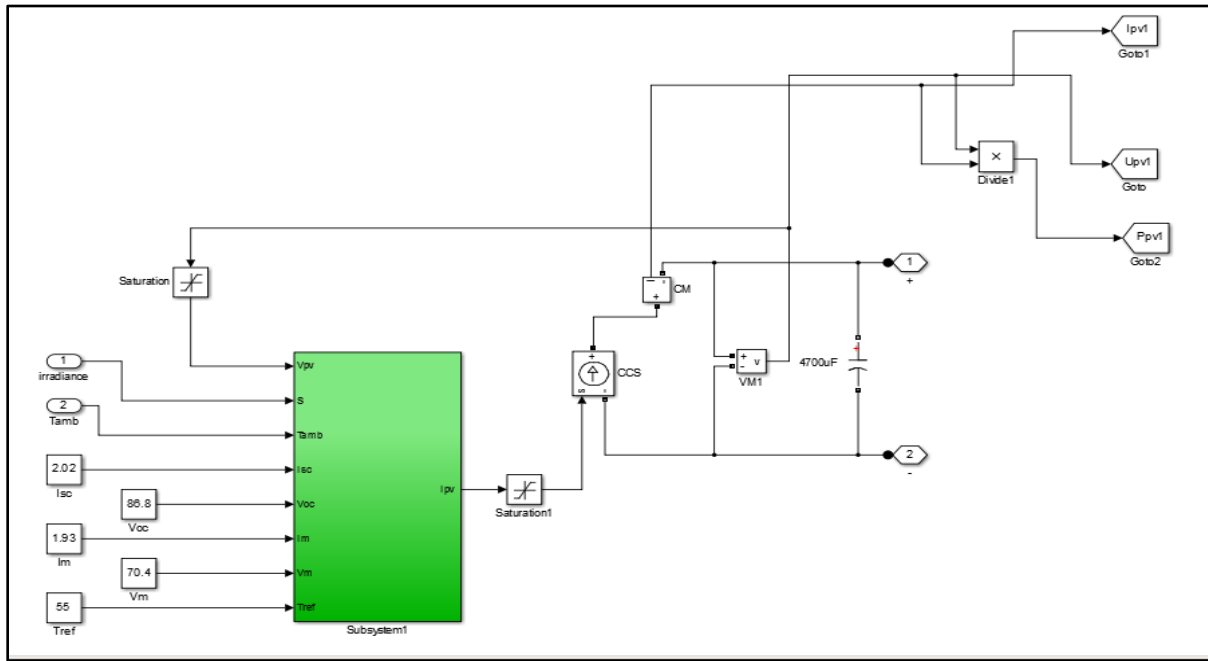 Ipv1
Goto1
×
Divide1
Upv1
Goto
Ppv1
Goto2
Saturation
CM
1
+
+
CCS
+
-
v
VM1
+
4700uF
1
irradiance
2
Tamb
2.02
Isc
86.8
Voc
1.93
Im
70.4
Vm
55
Tref
Vpv
S
Tamb
Isc
Voc
Im
Vm
Tref
Ipv
Subsystem1
Saturation1
2
-